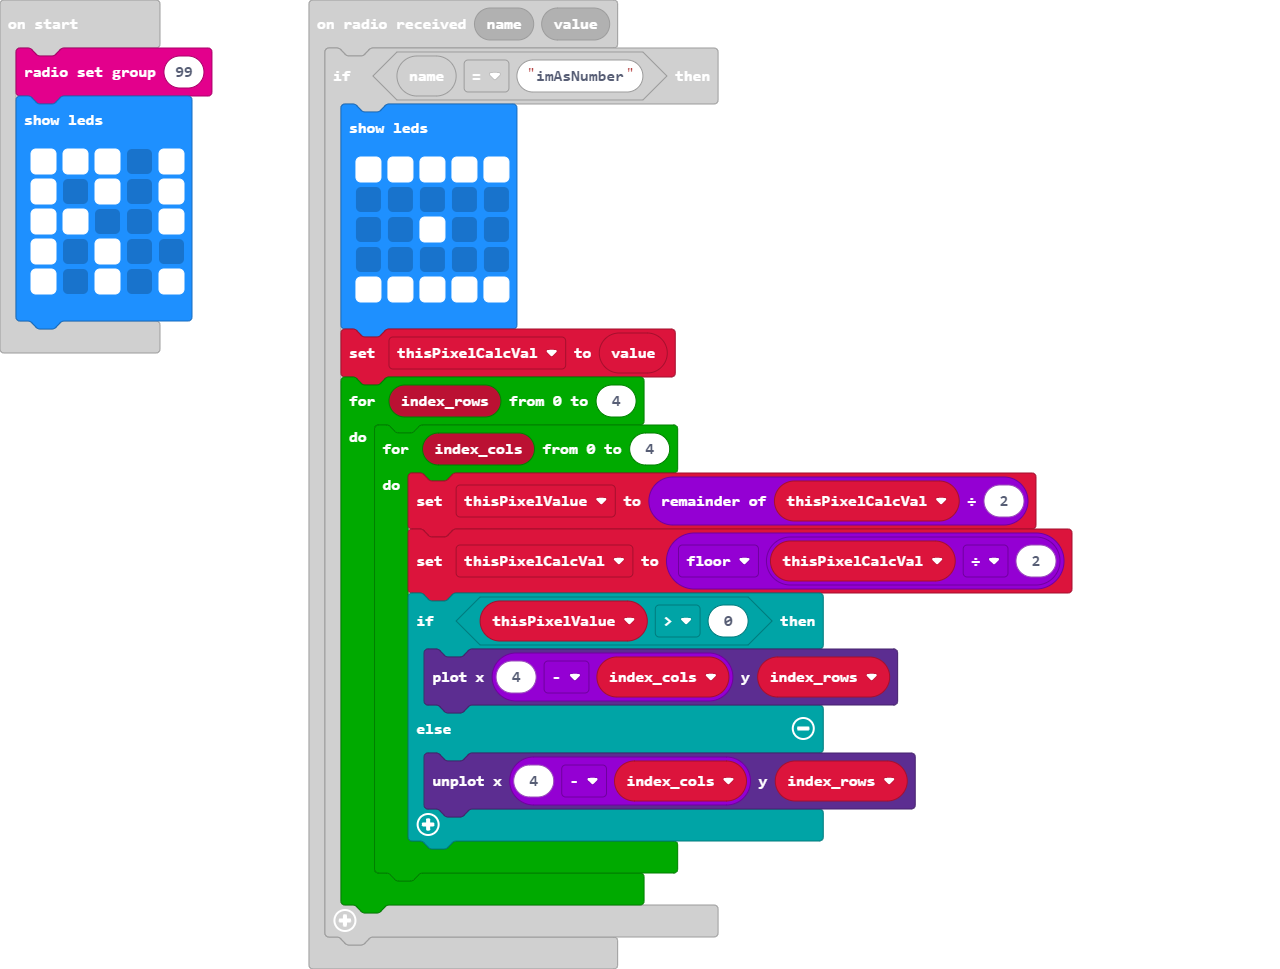 on start
radio set group 99
show leds
on radio received name value
if name = "imAsNumber" then
show leds
set thisPixelCalcVal to value
for index_rows from 0 to 4
do
for index_cols from 0 to 4
do
set thisPixelValue to remainder of thisPixelCalcVal ÷ 2
set thisPixelCalcVal to floor thisPixelCalcVal ÷ 2
if thisPixelValue > 0 then
plot x 4 - index_cols y index_rows
else
unplot x 4 - index_cols y index_rows